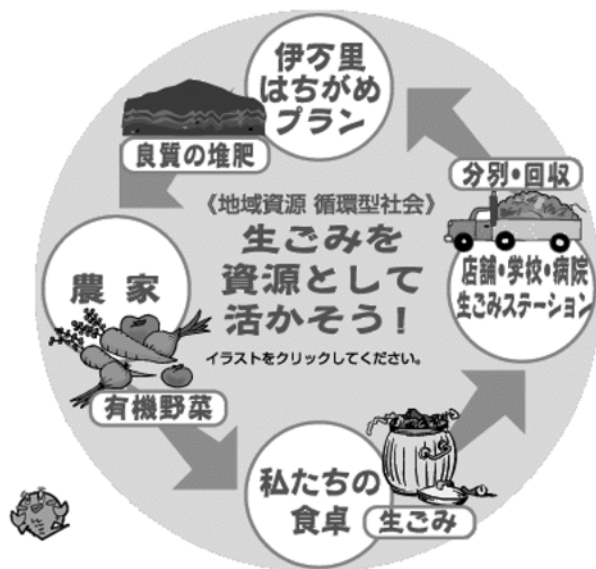 伊万里
はちがめ
プラン
良質の堆肥
分別・回収
《地域資源 循環型社会》
生ごみを
資源として
活かそう！
イラストをクリックしてください。
店舗・学校・病院
生ごみステーション
農 家
有機野菜
私たちの
食卓
生ごみ